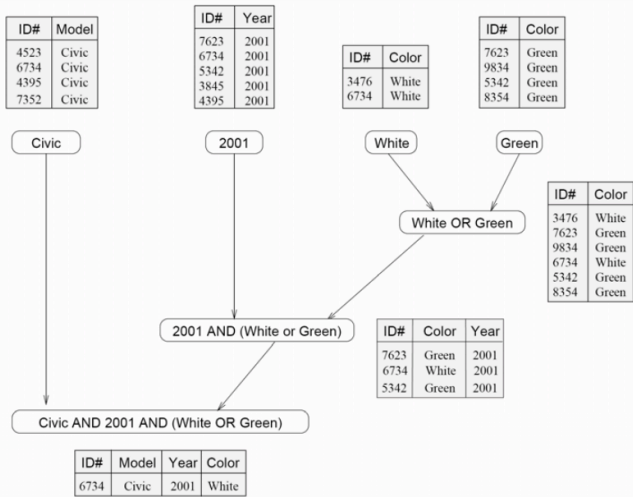 ID# Model
4523 Civic
6734 Civic
4395 Civic
7352 Civic
ID# Year
7623 2001
6734 2001
5342 2001
3845 2001
4395 2001
ID# Color
3476 White
6734 White
ID# Color
7623 Green
9834 Green
5342 Green
8354 Green
Civic
2001
White
Green
White OR Green
ID# Color
3476 White
7623 Green
9834 Green
6734 White
5342 Green
8354 Green
2001 AND (White or Green)
ID# Color Year
7623 Green 2001
6734 White 2001
5342 Green 2001
Civic AND 2001 AND (White OR Green)
ID# Model Year Color
6734 Civic 2001 White